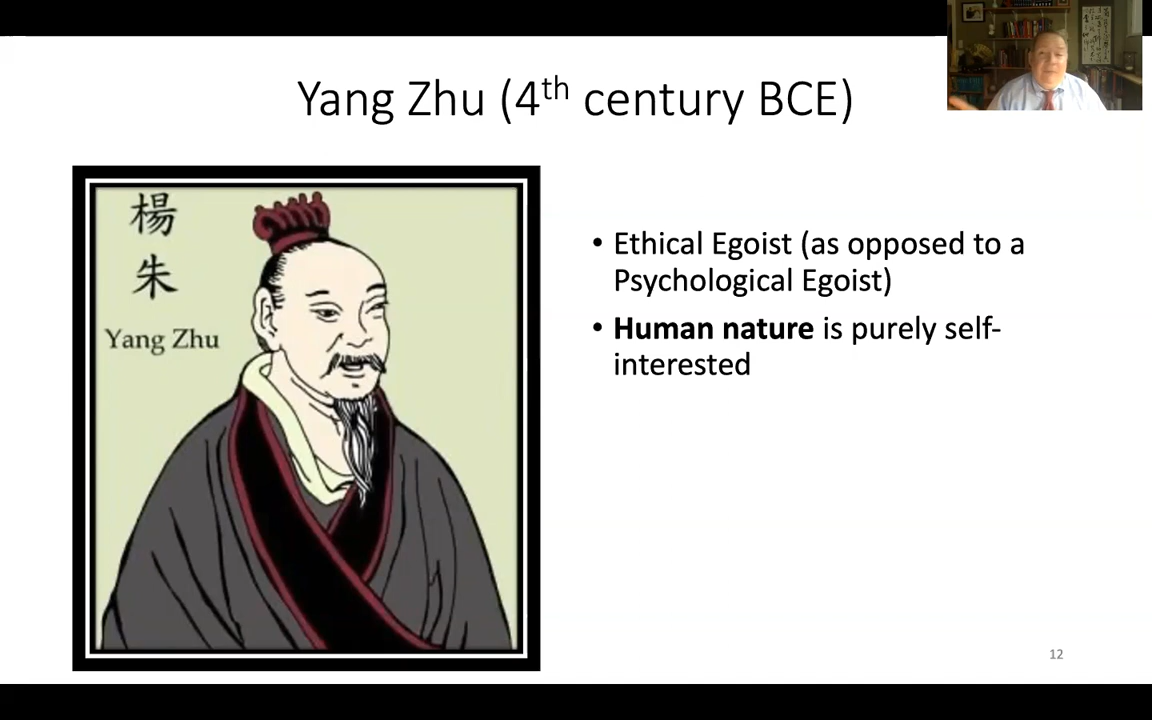 Yang Zhu (4th century BCE)
楊
朱
Yang Zhu
• Ethical Egoist (as opposed to a
Psychological Egoist)
• Human nature is purely self-
interested
12